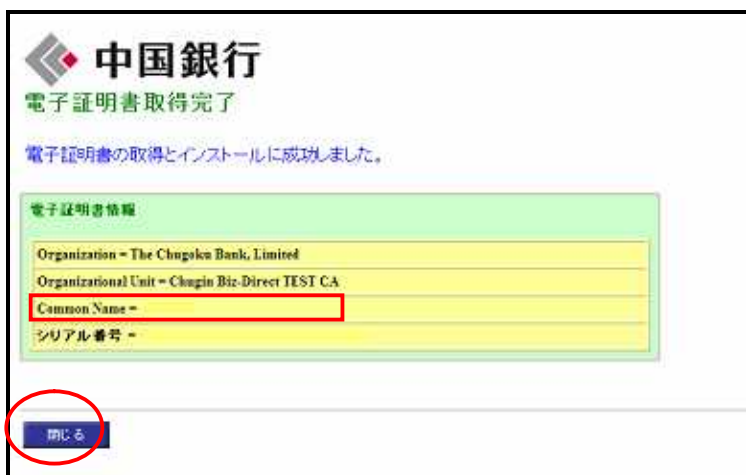 中国銀行
電子証明書取得完了
電子証明書の取得とインストールに成功しました。
電子証明書情報
Organization = The Chugoku Bank, Limited
Organizational Unit = Chugin Biz-Direct TEST CA
Common Name =
シリアル番号 =
閉じる